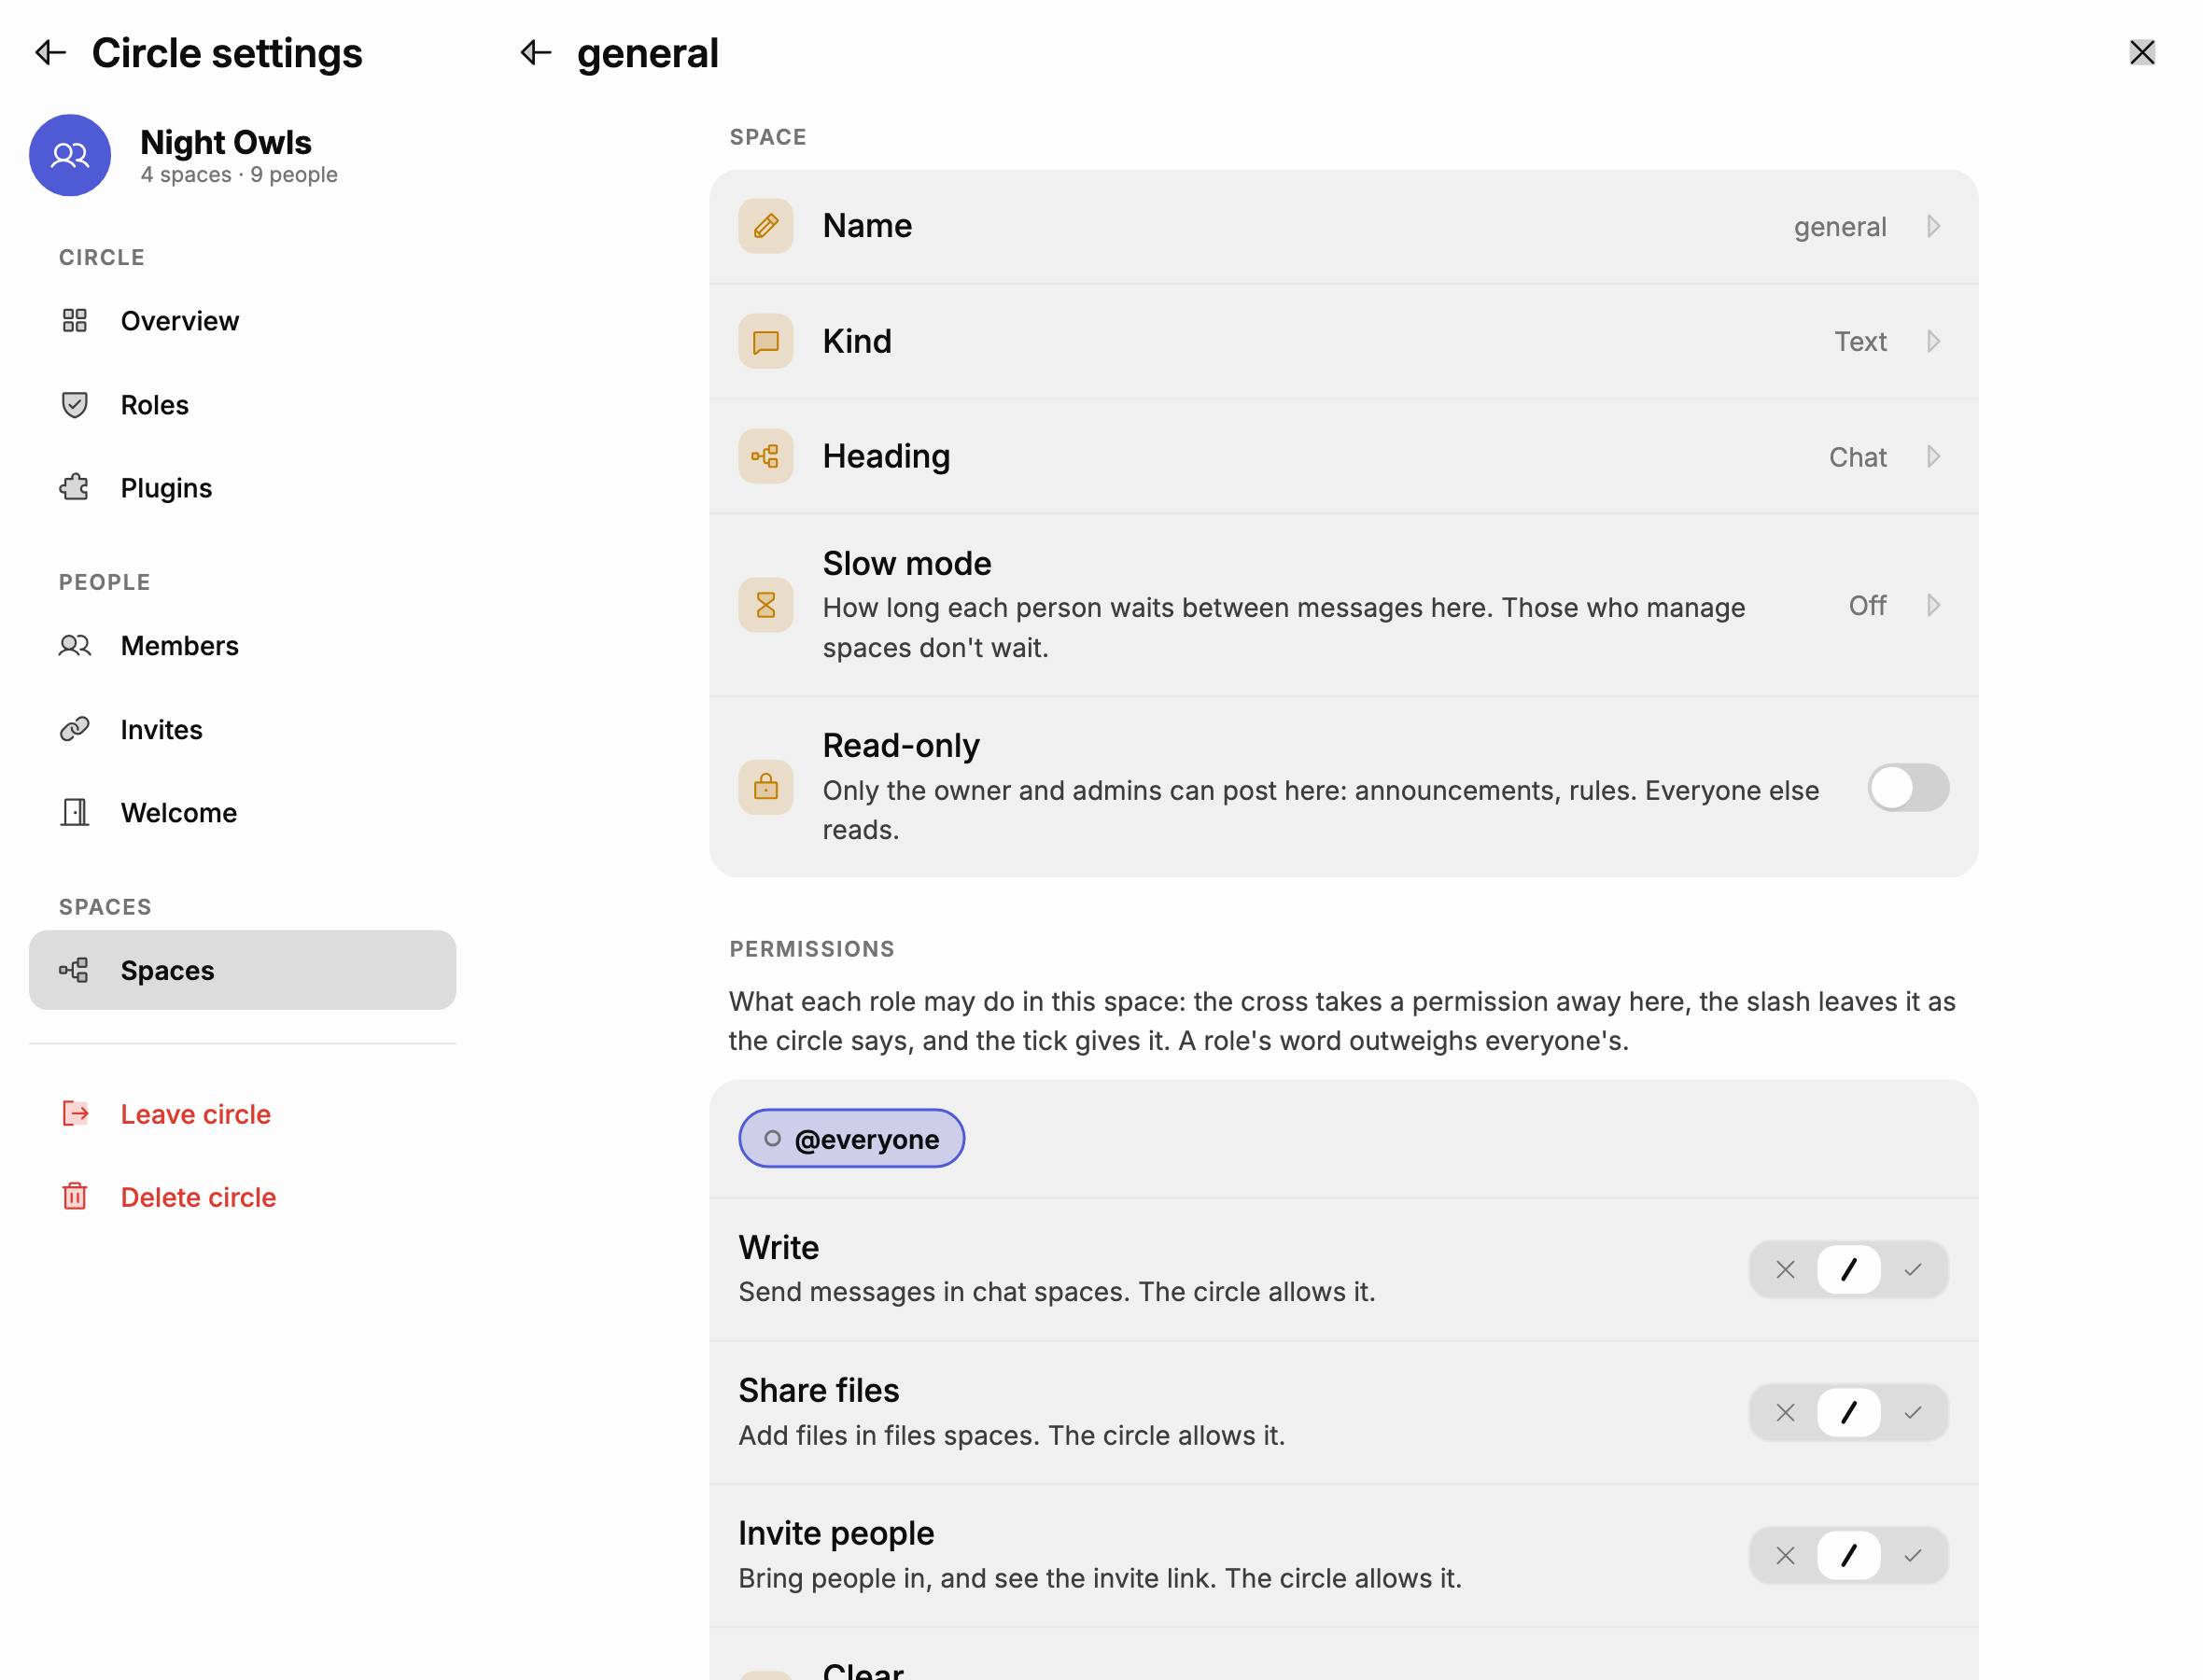 Circle settings
Night Owls
4 spaces · 9 people
CIRCLE
Overview
Roles
Plugins
PEOPLE
Members
Invites
Welcome
SPACES
Spaces
Leave circle
Delete circle
general
SPACE
Name
general
Kind
Text
Heading
Chat
Slow mode
How long each person waits between messages here. Those who manage
spaces don't wait.
Off
Read-only
Only the owner and admins can post here: announcements, rules. Everyone else
reads.
PERMISSIONS
What each role may do in this space: the cross takes a permission away here, the slash leaves it as
the circle says, and the tick gives it. A role's word outweighs everyone's.
@everyone
Write
Send messages in chat spaces. The circle allows it.
Share files
Add files in files spaces. The circle allows it.
Invite people
Bring people in, and see the invite link. The circle allows it.
Clear